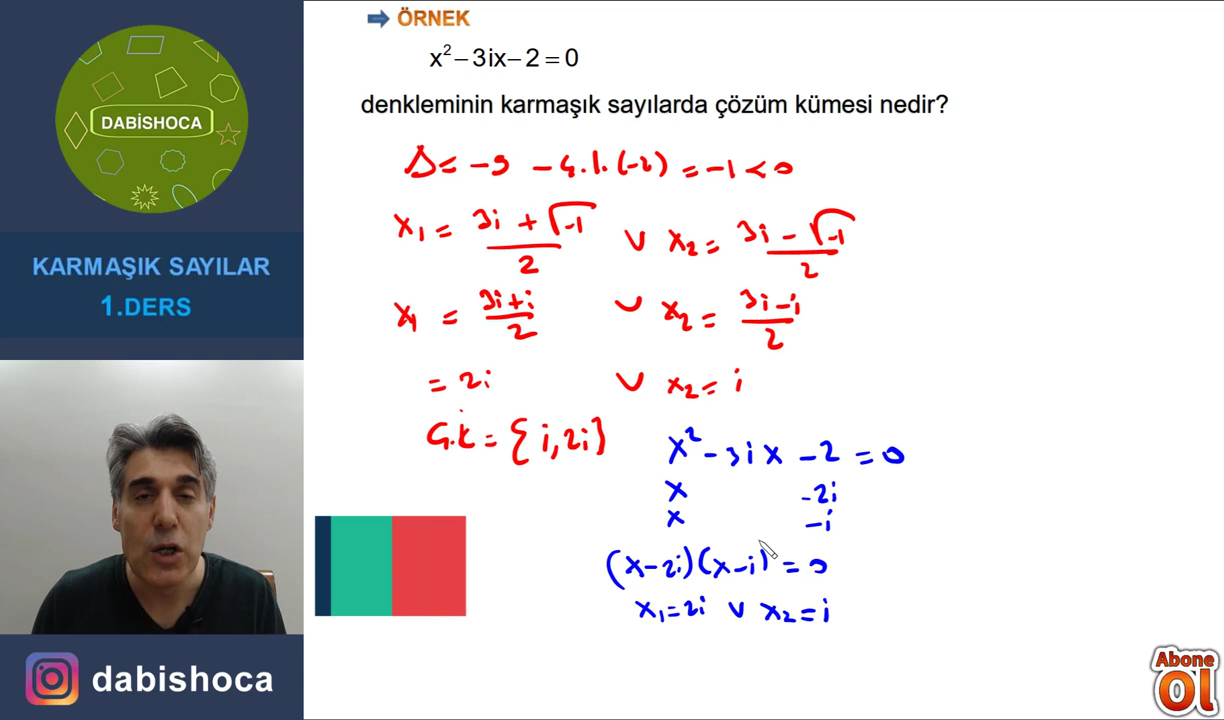 ÖRNEK
x² – 3ix – 2 = 0
denkleminin karmaşık sayılarda çözüm kümesi nedir?
DABİSHOCA
KARMAŞIK SAYILAR
1.DERS
Δ = -9 - 4.1.(-2) = -1 < 0
x₁ = (3i + √-1)/2 ∨ x₂ = (3i - √-1)/2
x₁ = (3i+i)/2 ∨ x₂ = (3i-i)/2
= 2i ∨ x₂ = i
Ç.K = {i, 2i}
x² - 3ix - 2 = 0
x -2i
x -i
(x-2i)(x-i) = 0
x₁ = 2i ∨ x₂ = i
dabishoca
Abone
Ol